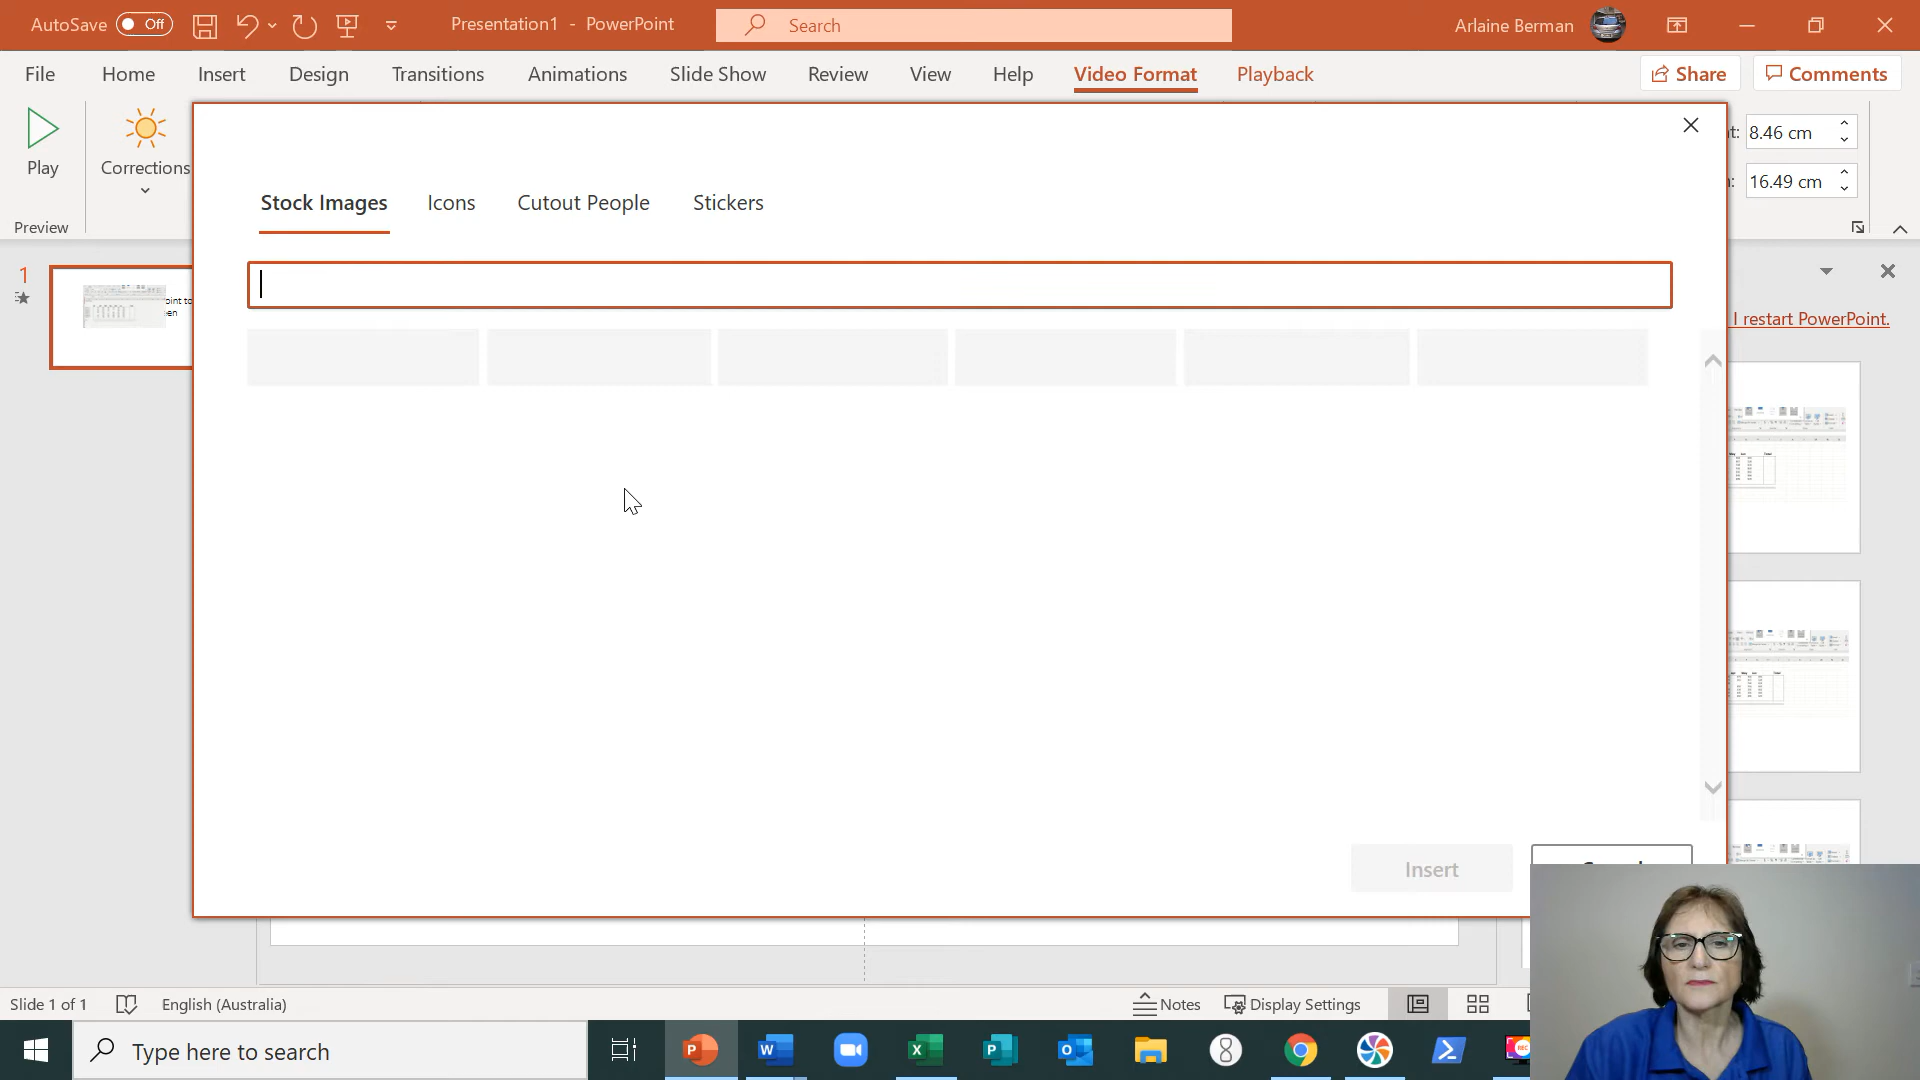 AutoSave Off Presentation1 - PowerPoint Search Arlaine Berman
File Home Insert Design Transitions Animations Slide Show Review View Help Video Format Playback Share Comments
Play
Corrections
Preview
8.46 cm
16.49 cm
Stock Images Icons Cutout People Stickers
1
I restart PowerPoint.
Insert
Slide 1 of 1 English (Australia) Notes Display Settings
Type here to search